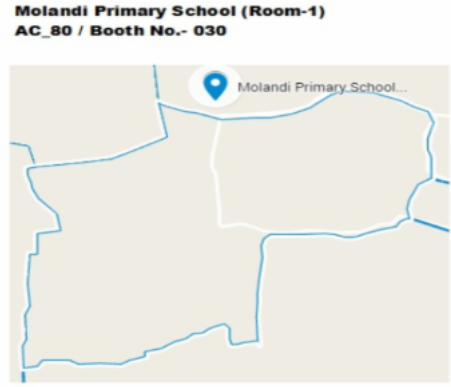 Molandi Primary School (Room-1)
AC_80 / Booth No.- 030
Molandi Primary School...